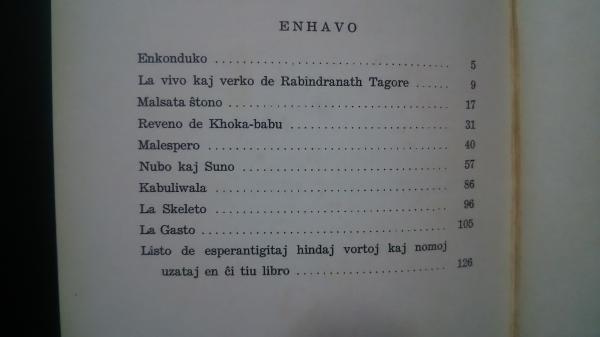 ENHAVO
Enkonduko .................................. 5
La vivo kaj verko de Rabindranath Tagore ...... 9
Malsata ŝtono ................................ 17
Reveno de Khoka-babu ...................... 31
Malespero ................................... 40
Nubo kaj Suno .............................. 57
Kabuliwala .................................. 86
La Skeleto .................................. 96
La Gasto .................................... 105
Listo de esperantigitaj hindaj vortoj kaj nomoj
uzataj en ĉi tiu libro ...................... 126